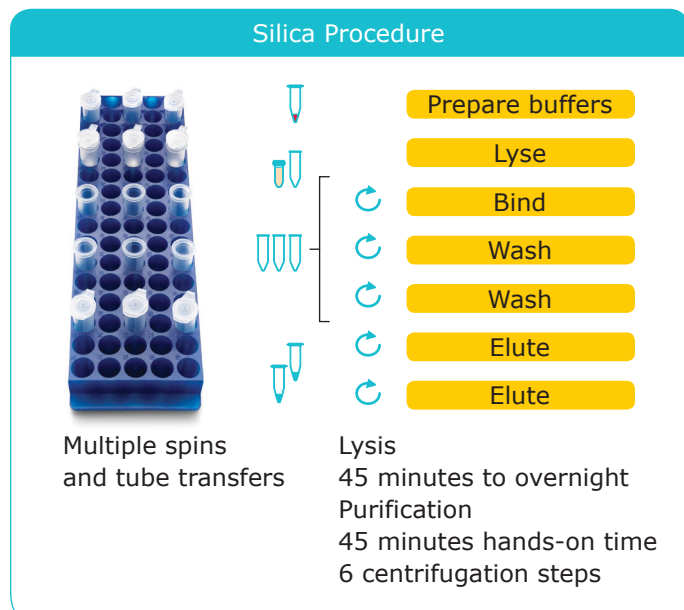 Silica Procedure
Prepare buffers
Lyse
Bind
Wash
Wash
Elute
Elute
Multiple spins
and tube transfers
Lysis
45 minutes to overnight
Purification
45 minutes hands-on time
6 centrifugation steps